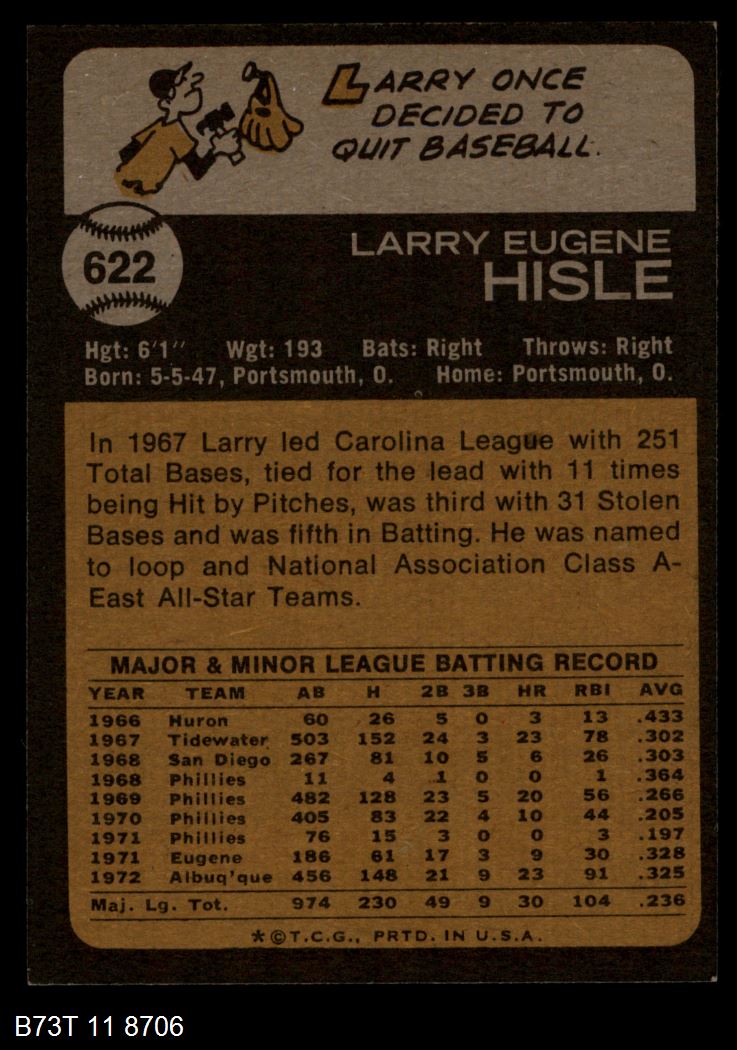 LARRY ONCE
DECIDED TO
QUIT BASEBALL.
622
LARRY EUGENE
HISLE
Hgt: 6'1" Wgt: 193 Bats: Right Throws: Right
Born: 5-5-47, Portsmouth, O. Home: Portsmouth, O.
In 1967 Larry led Carolina League with 251
Total Bases, tied for the lead with 11 times
being Hit by Pitches, was third with 31 Stolen
Bases and was fifth in Batting. He was named
to loop and National Association Class A-
East All-Star Teams.
MAJOR & MINOR LEAGUE BATTING RECORD
YEAR TEAM AB H 2B 3B HR RBI AVG
1966 Huron 60 26 5 0 3 13 .433
1967 Tidewater 503 152 24 3 23 78 .302
1968 San Diego 267 81 10 5 6 26 .303
1968 Phillies 11 4 1 0 0 1 .364
1969 Phillies 482 128 23 5 20 56 .266
1970 Phillies 405 83 22 4 10 44 .205
1971 Phillies 76 15 3 0 0 3 .197
1971 Eugene 186 61 17 3 9 30 .328
1972 Albuq'que 456 148 21 9 23 91 .325
Maj. Lg. Tot. 974 230 49 9 30 104 .236
*©T.C.G., PRTD. IN U.S.A.
B73T 11 8706